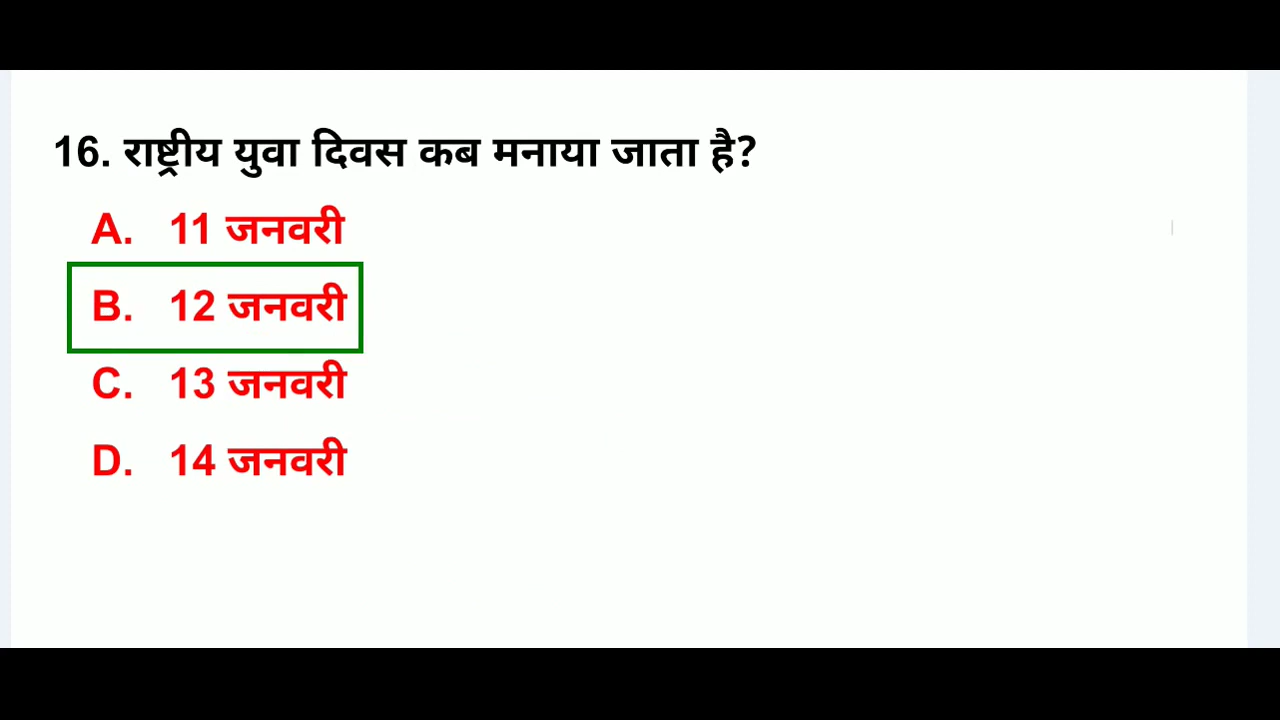 16. राष्ट्रीय युवा दिवस कब मनाया जाता है?
A. 11 जनवरी
B. 12 जनवरी
C. 13 जनवरी
D. 14 जनवरी